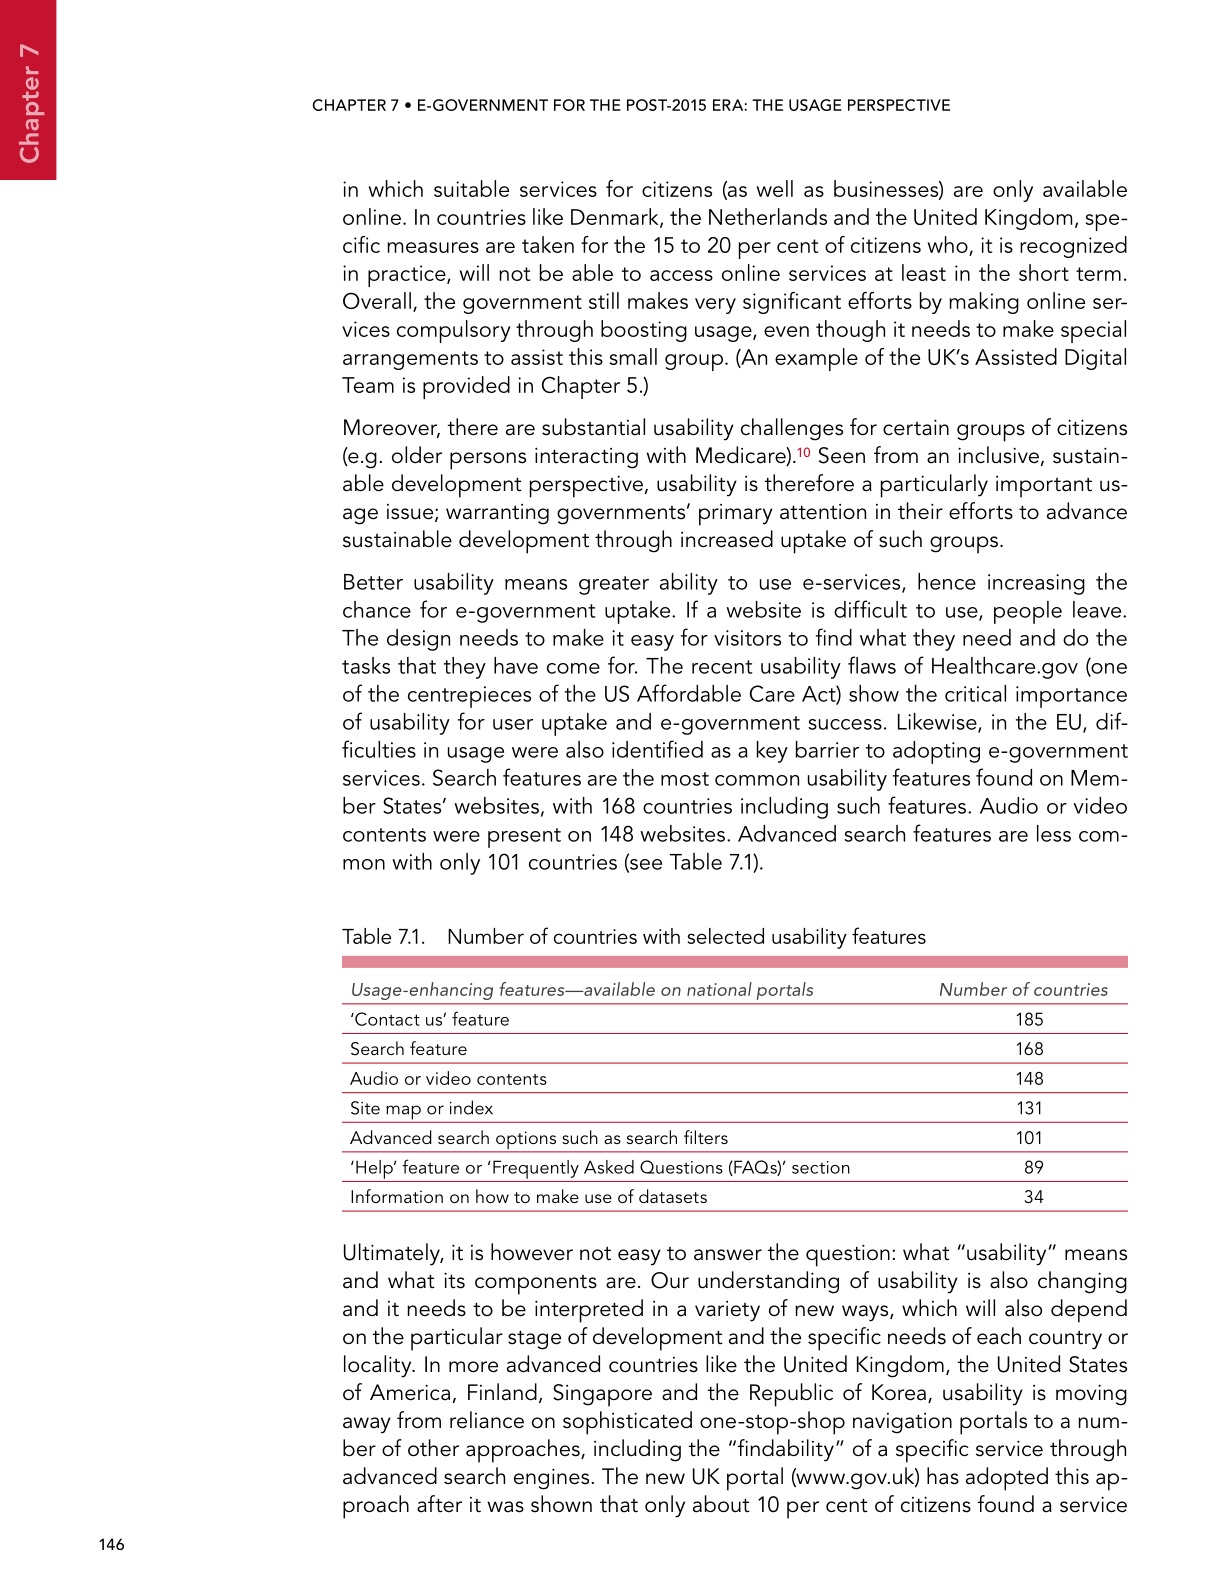 Chapter 7
CHAPTER 7 • E-GOVERNMENT FOR THE POST-2015 ERA: THE USAGE PERSPECTIVE
in which suitable services for citizens (as well as businesses) are only available
online. In countries like Denmark, the Netherlands and the United Kingdom, spe-
cific measures are taken for the 15 to 20 per cent of citizens who, it is recognized
in practice, will not be able to access online services at least in the short term.
Overall, the government still makes very significant efforts by making online ser-
vices compulsory through boosting usage, even though it needs to make special
arrangements to assist this small group. (An example of the UK’s Assisted Digital
Team is provided in Chapter 5.)
Moreover, there are substantial usability challenges for certain groups of citizens
(e.g. older persons interacting with Medicare).10 Seen from an inclusive, sustain-
able development perspective, usability is therefore a particularly important us-
age issue; warranting governments’ primary attention in their efforts to advance
sustainable development through increased uptake of such groups.
Better usability means greater ability to use e-services, hence increasing the
chance for e-government uptake. If a website is difficult to use, people leave.
The design needs to make it easy for visitors to find what they need and do the
tasks that they have come for. The recent usability flaws of Healthcare.gov (one
of the centrepieces of the US Affordable Care Act) show the critical importance
of usability for user uptake and e-government success. Likewise, in the EU, dif-
ficulties in usage were also identified as a key barrier to adopting e-government
services. Search features are the most common usability features found on Mem-
ber States’ websites, with 168 countries including such features. Audio or video
contents were present on 148 websites. Advanced search features are less com-
mon with only 101 countries (see Table 7.1).
Table 7.1. Number of countries with selected usability features
Usage-enhancing features—available on national portals Number of countries
‘Contact us’ feature 185
Search feature 168
Audio or video contents 148
Site map or index 131
Advanced search options such as search filters 101
‘Help’ feature or ‘Frequently Asked Questions (FAQs)’ section 89
Information on how to make use of datasets 34
Ultimately, it is however not easy to answer the question: what “usability” means
and what its components are. Our understanding of usability is also changing
and it needs to be interpreted in a variety of new ways, which will also depend
on the particular stage of development and the specific needs of each country or
locality. In more advanced countries like the United Kingdom, the United States
of America, Finland, Singapore and the Republic of Korea, usability is moving
away from reliance on sophisticated one-stop-shop navigation portals to a num-
ber of other approaches, including the “findability” of a specific service through
advanced search engines. The new UK portal (www.gov.uk) has adopted this ap-
proach after it was shown that only about 10 per cent of citizens found a service
146